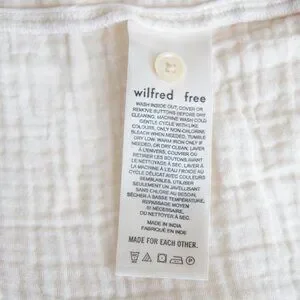 wilfred free
WASH INSIDE OUT, COVER OR
REMOVE BUTTONS BEFORE DRY
CLEANING. MACHINE WASH COLD
GENTLE CYCLE WITH LIKE
COLOURS, ONLY NON-CHLORINE
BLEACH WHEN NEEDED, TUMBLE
DRY LOW, WARM IRON ONLY IF
NEEDED, OR DRY CLEAN. LAVER
À L'ENVERS, COUVRIR OU
RETIRER LES BOUTONS AVANT
LE NETTOYAGE À SEC. LAVER À
LA MACHINE À L'EAU FROIDE AU
CYCLE DÉLICAT AVEC COULEURS
SEMBLABLES, UTILISER
SEULEMENT UN JAVELLISANT
SANS CHLORE AU BESOIN,
SÉCHER À BASSE TEMPÉRATURE,
REPASSAGE MOYEN
SI NÉCESSAIRE,
OU NETTOYER À SEC.
MADE IN INDIA
FABRIQUÉ EN INDE
MADE FOR EACH OTHER.